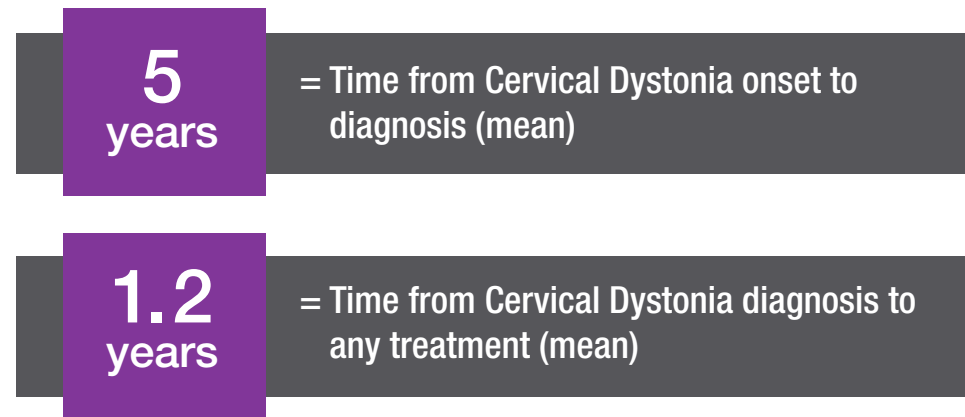 5
years
= Time from Cervical Dystonia onset to
diagnosis (mean)
1.2
years
= Time from Cervical Dystonia diagnosis to
any treatment (mean)